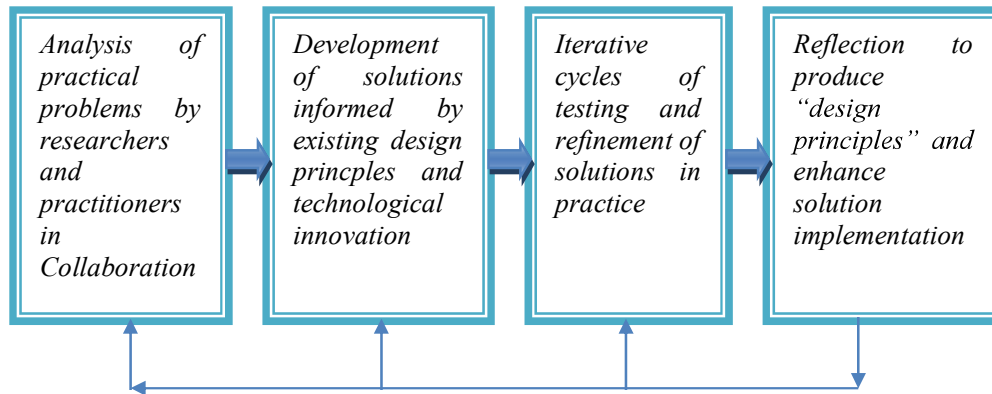 Analysis of
practical
problems by
researchers
and
practitioners
in
Collaboration
Development
of solutions
informed by
existing design
princples and
technological
innovation
Iterative
cycles of
testing and
refinement of
solutions in
practice
Reflection to
produce
“design
principles” and
enhance
solution
implementation